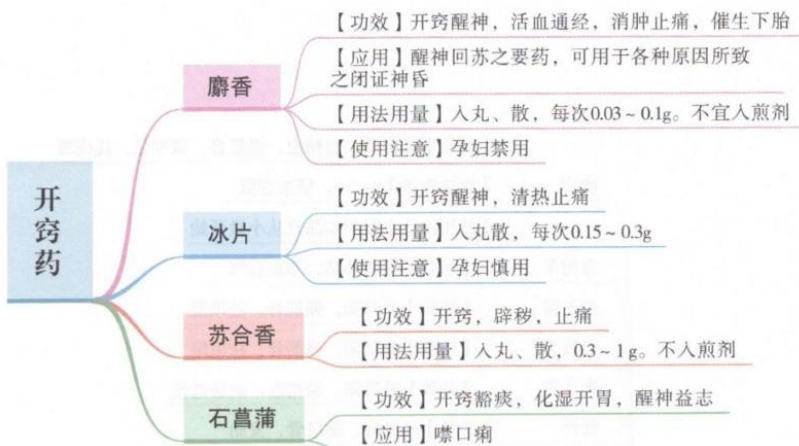 开窍药
麝香
【功效】开窍醒神，活血通经，消肿止痛，催生下胎
【应用】醒神回苏之要药，可用于各种原因所致
之闭证神昏
【用法用量】入丸、散，每次0.03~0.1g。不宜入煎剂
【使用注意】孕妇禁用
冰片
【功效】开窍醒神，清热止痛
【用法用量】入丸散，每次0.15~0.3g
【使用注意】孕妇慎用
苏合香
【功效】开窍，辟秽，止痛
【用法用量】入丸、散，0.3~1g。不入煎剂
石菖蒲
【功效】开窍豁痰，化湿开胃，醒神益志
【应用】噤口痢